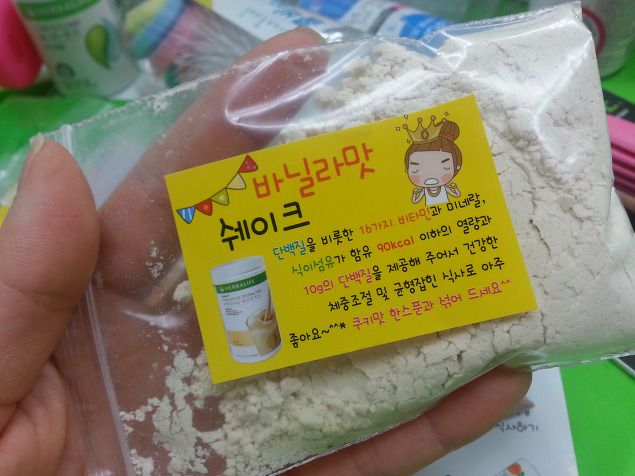 바닐라맛
쉐이크
단백질을 비롯한 16가지 비타민과 미네랄,
식이섬유가 함유 90kcal 이하의 열량과
10g의 단백질을 제공해 주어서 건강한
체중조절 및 균형잡힌 식사로 아주
좋아요~^^* 쿠키맛 한스푼과 섞어 드세요^^
HERBALIFE